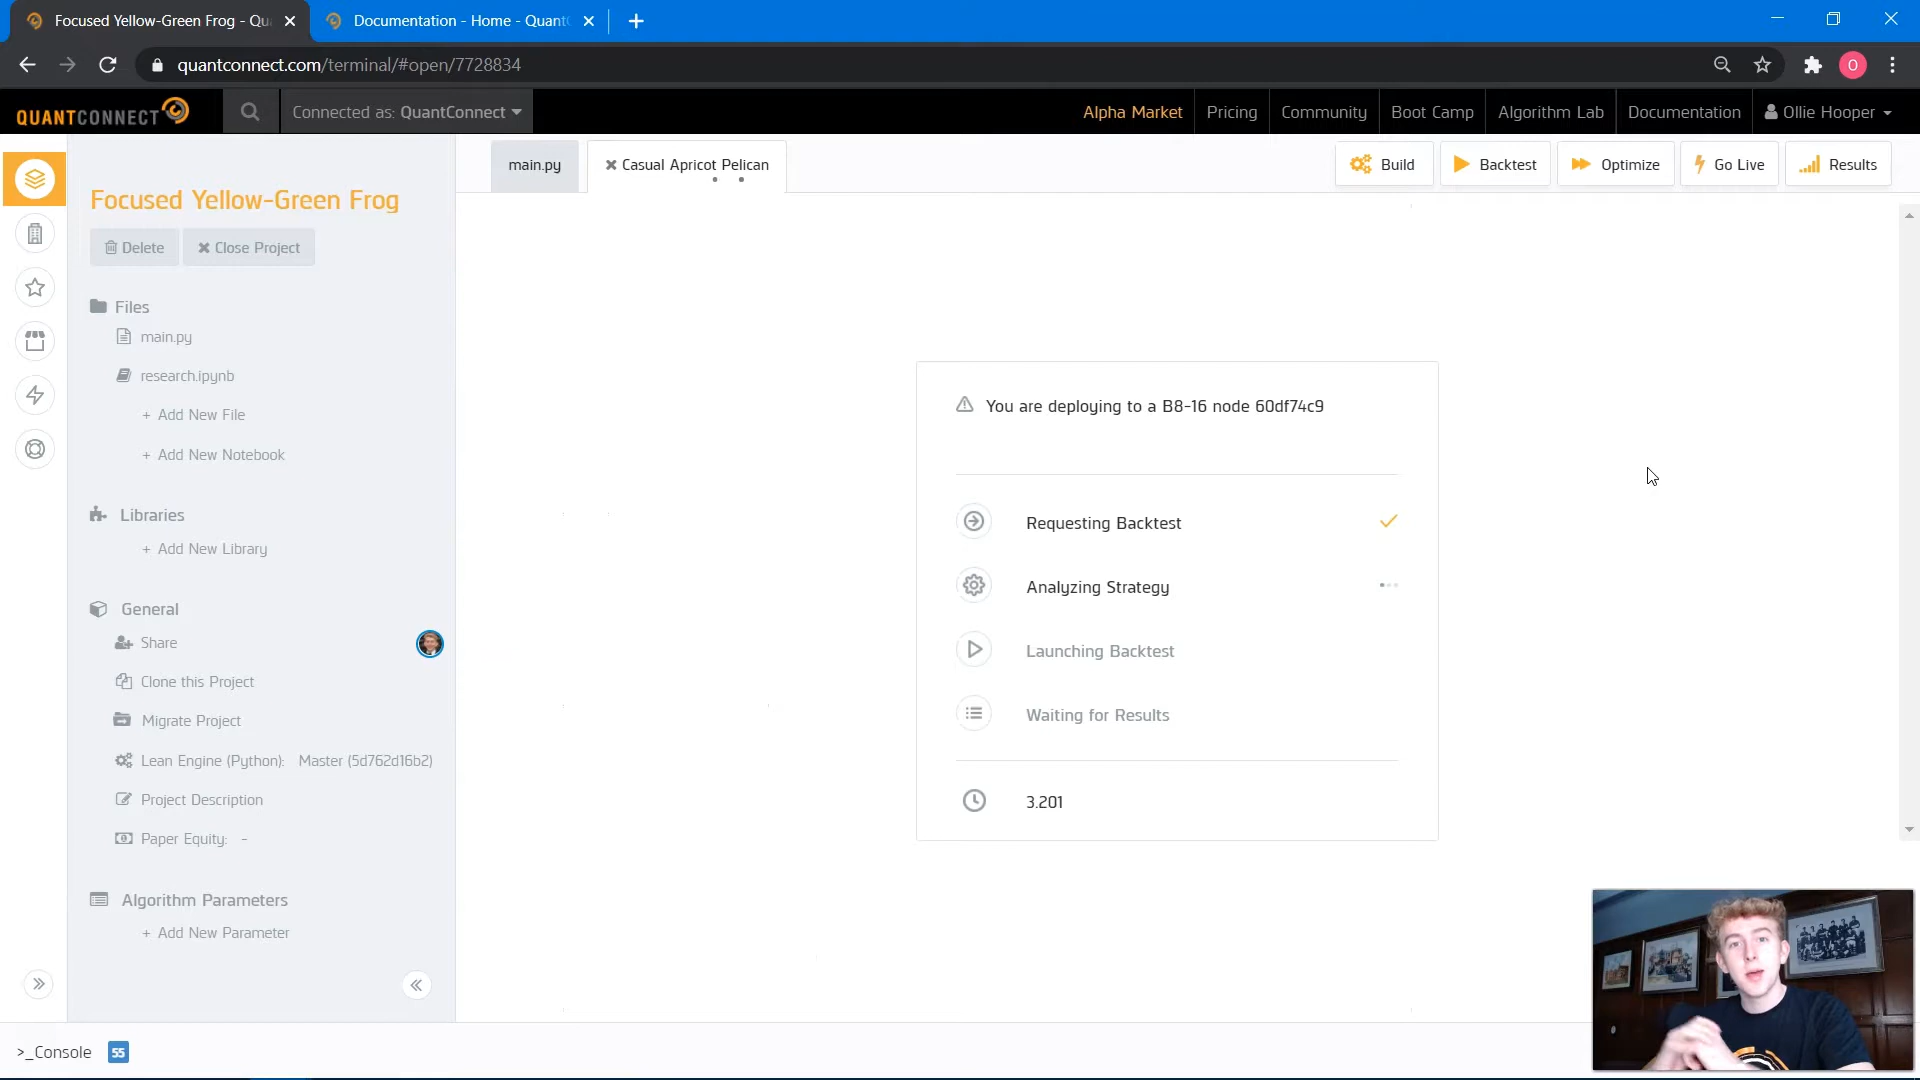 Focused Yellow-Green Frog - Qu
Documentation - Home - Quant
quantconnect.com/terminal/#open/7728834
O
QUANTCONNECT
Connected as: QuantConnect
Alpha Market
Pricing
Community
Boot Camp
Algorithm Lab
Documentation
Ollie Hooper
main.py
Casual Apricot Pelican
Build
Backtest
Optimize
Go Live
Results
Focused Yellow-Green Frog
Delete
Close Project
Files
main.py
research.ipynb
+ Add New File
+ Add New Notebook
Libraries
+ Add New Library
General
Share
Clone this Project
Migrate Project
Lean Engine (Python): Master (5d762d16b2)
Project Description
Paper Equity: -
Algorithm Parameters
+ Add New Parameter
You are deploying to a B8-16 node 60df74c9
Requesting Backtest
Analyzing Strategy
Launching Backtest
Waiting for Results
3.201
>_Console 55